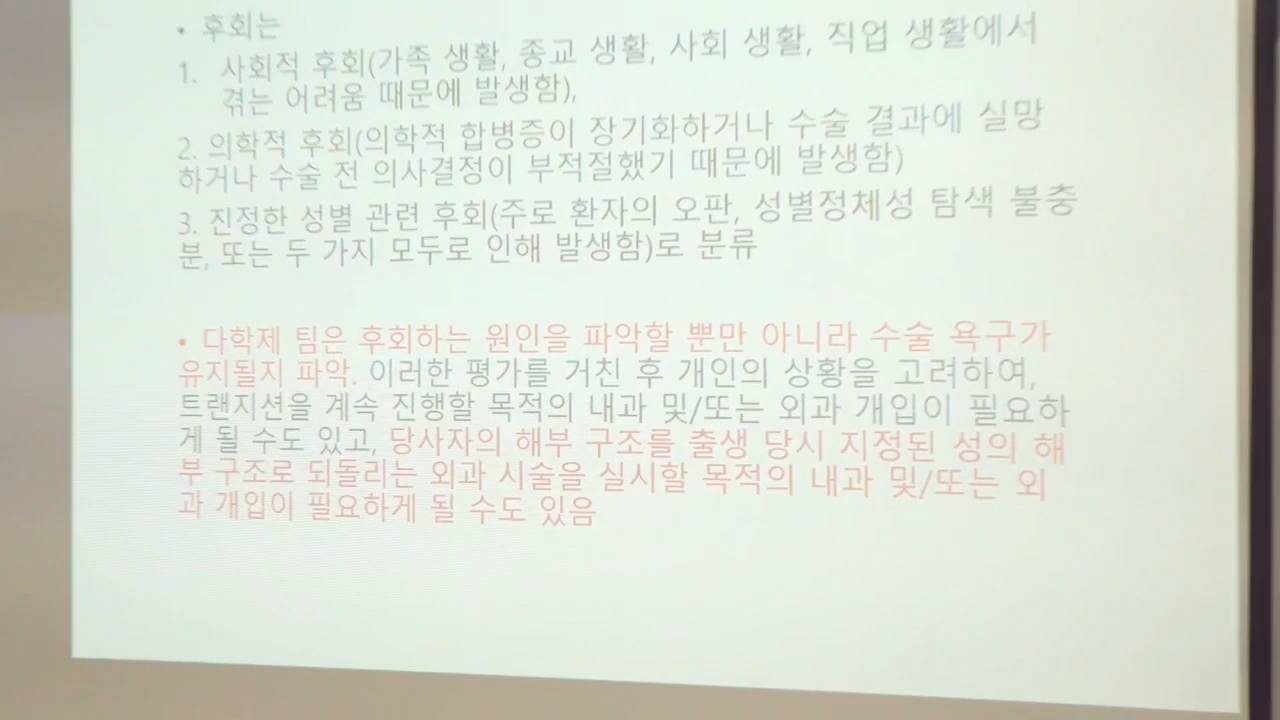 • 후회는
1. 사회적 후회(가족 생활, 종교 생활, 사회 생활, 직업 생활에서
겪는 어려움 때문에 발생함),
2. 의학적 후회(의학적 합병증이 장기화하거나 수술 결과에 실망
하거나 수술 전 의사결정이 부적절했기 때문에 발생함)
3. 진정한 성별 관련 후회(주로 환자의 오판, 성별정체성 탐색 불충
분, 또는 두 가지 모두로 인해 발생함)로 분류
• 다학제 팀은 후회하는 원인을 파악할 뿐만 아니라 수술 욕구가
유지될지 파악. 이러한 평가를 거친 후 개인의 상황을 고려하여,
트랜지션을 계속 진행할 목적의 내과 및/또는 외과 개입이 필요하
게 될 수도 있고, 당사자의 해부 구조를 출생 당시 지정된 성의 해
부 구조로 되돌리는 외과 시술을 실시할 목적의 내과 및/또는 외
과 개입이 필요하게 될 수도 있음